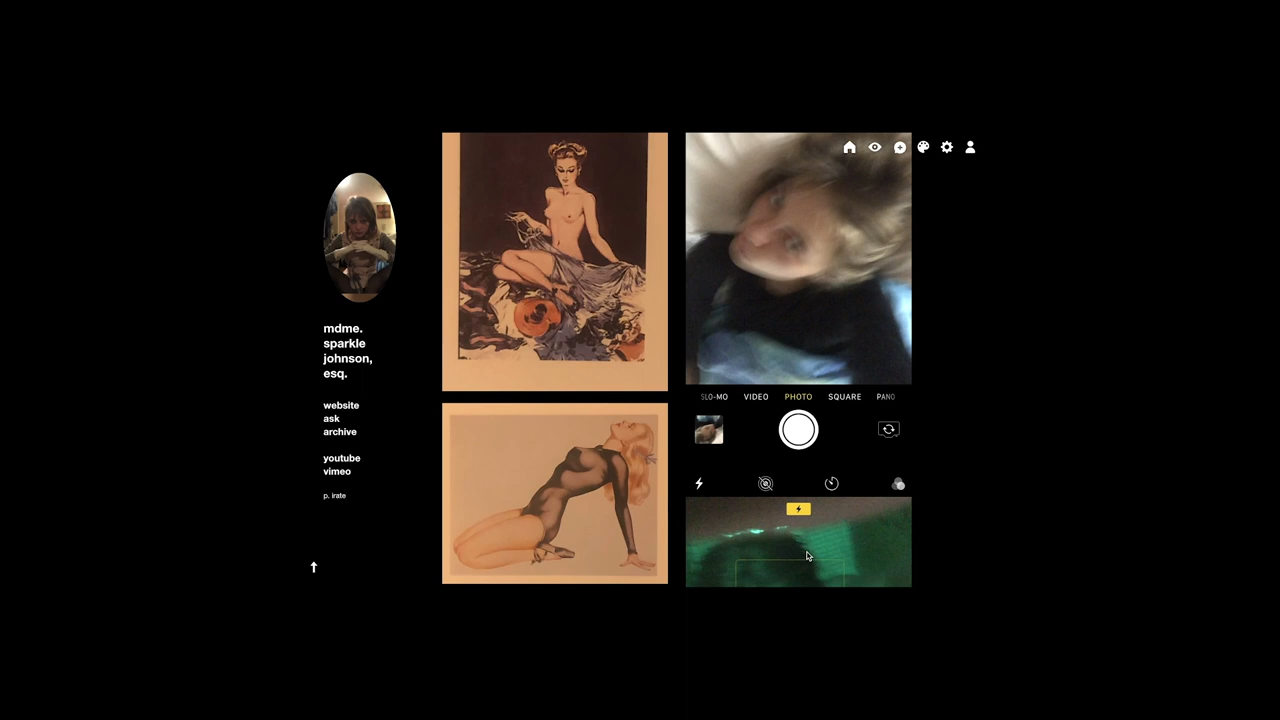 mdme.
sparkle
johnson,
esq.
website
ask
archive
youtube
vimeo
p. irate
SLO-MO VIDEO PHOTO SQUARE PANO